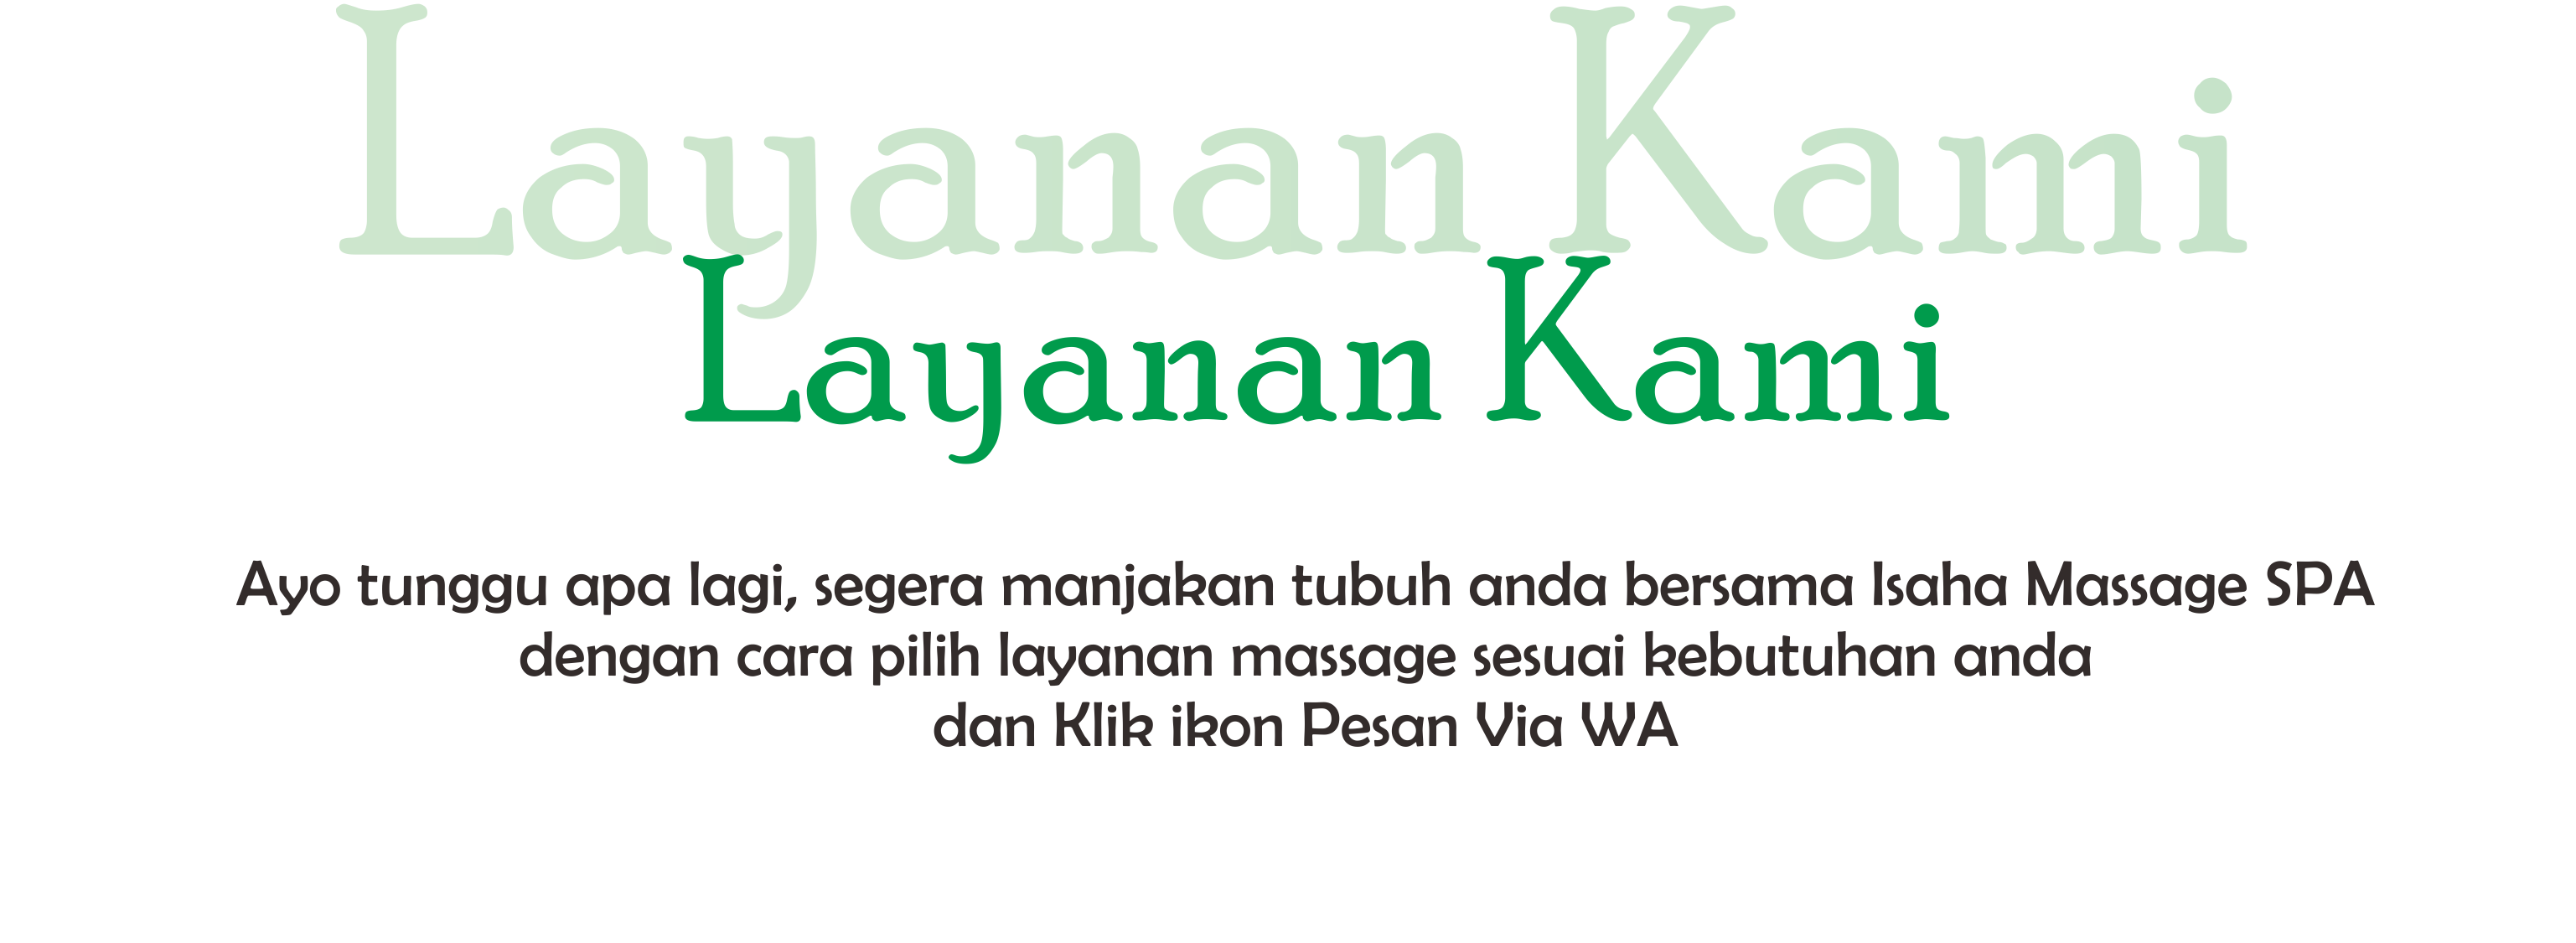 Layanan Kami
Layanan Kami
Ayo tunggu apa lagi, segera manjakan tubuh anda bersama Isaha Massage SPA
dengan cara pilih layanan massage sesuai kebutuhan anda
dan Klik ikon Pesan Via WA